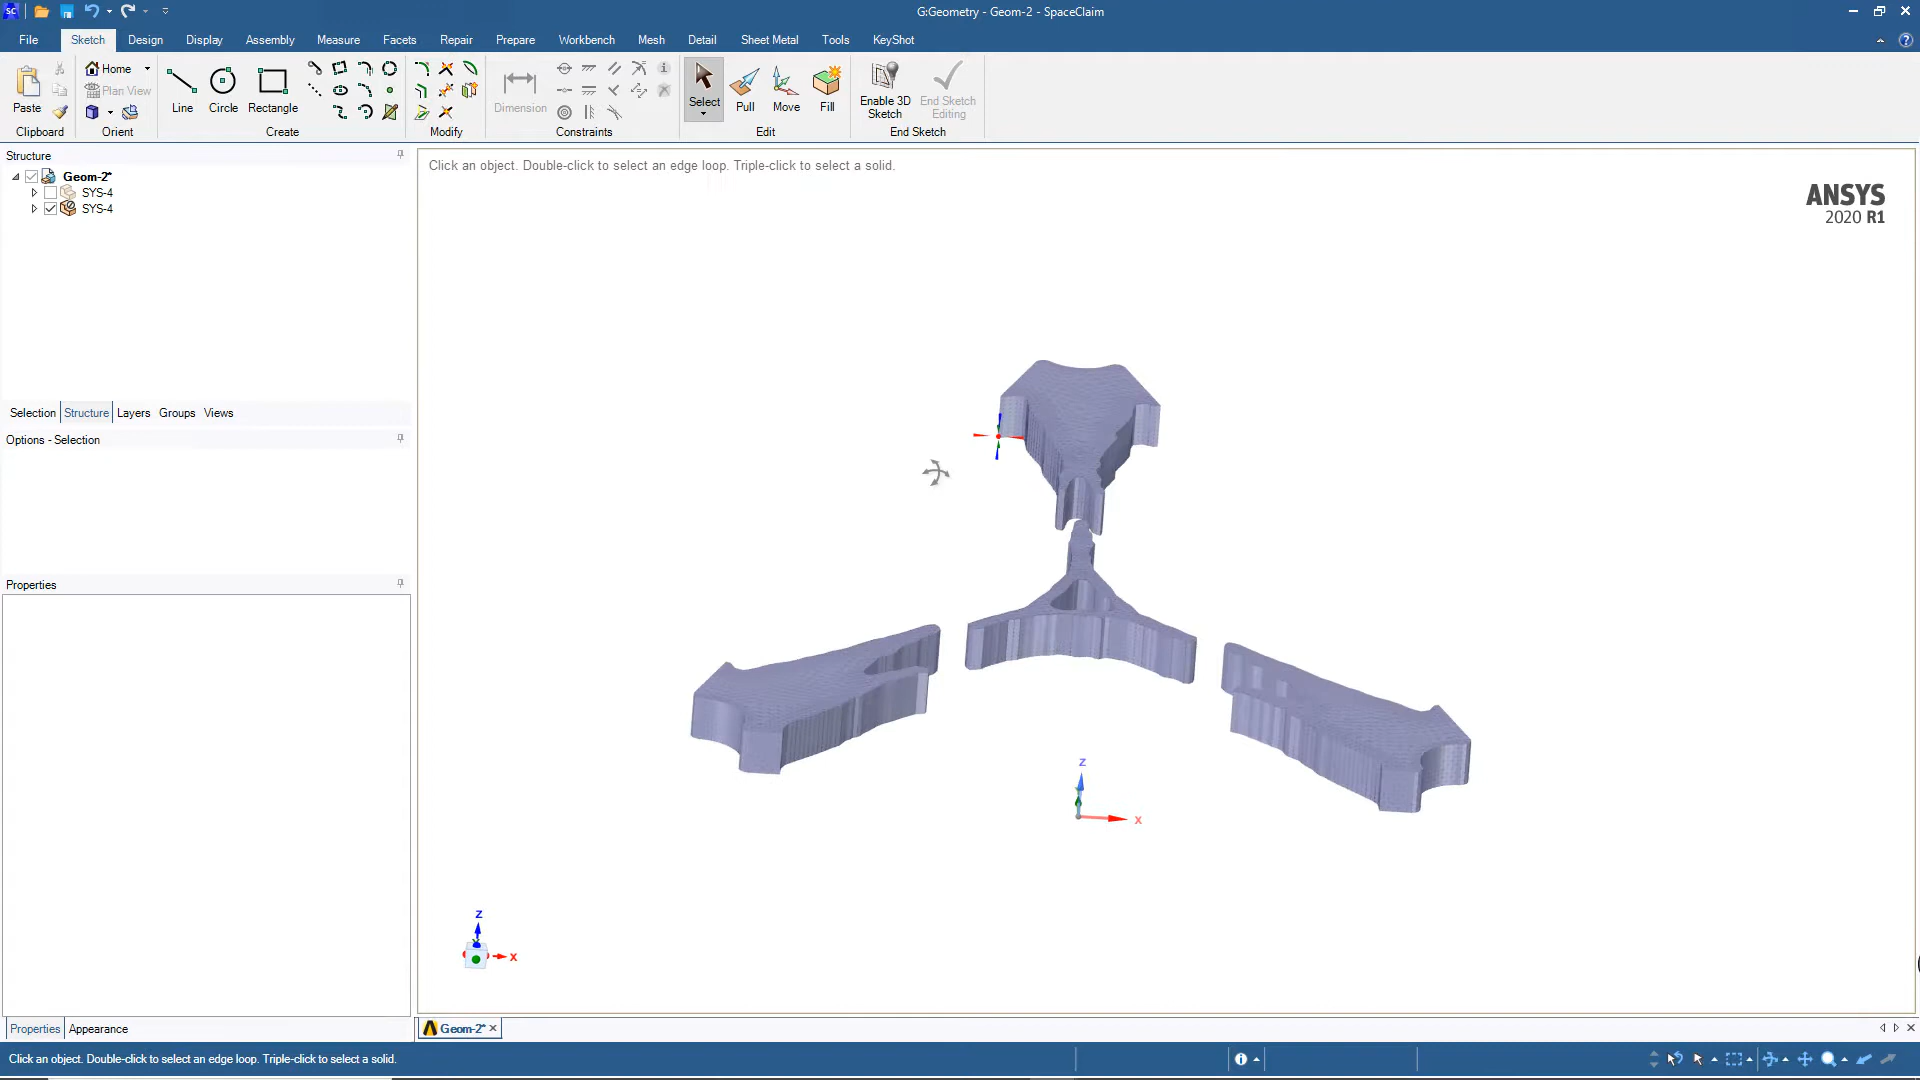 G:Geometry - Geom-2 - SpaceClaim
File Sketch Design Display Assembly Measure Facets Repair Prepare Workbench Mesh Detail Sheet Metal Tools KeyShot
Home
Plan View
Paste
Line Circle Rectangle
Dimension
Select Pull Move Fill
Enable 3D Sketch
End Sketch Editing
Clipboard Orient Create Modify Constraints Edit End Sketch
Structure
Geom-2*
SYS-4
SYS-4
Selection Structure Layers Groups Views
Options - Selection
Properties
Properties Appearance
Click an object. Double-click to select an edge loop. Triple-click to select a solid.
ANSYS
2020 R1
Z
X
Z
X
Geom-2*
Click an object. Double-click to select an edge loop. Triple-click to select a solid.